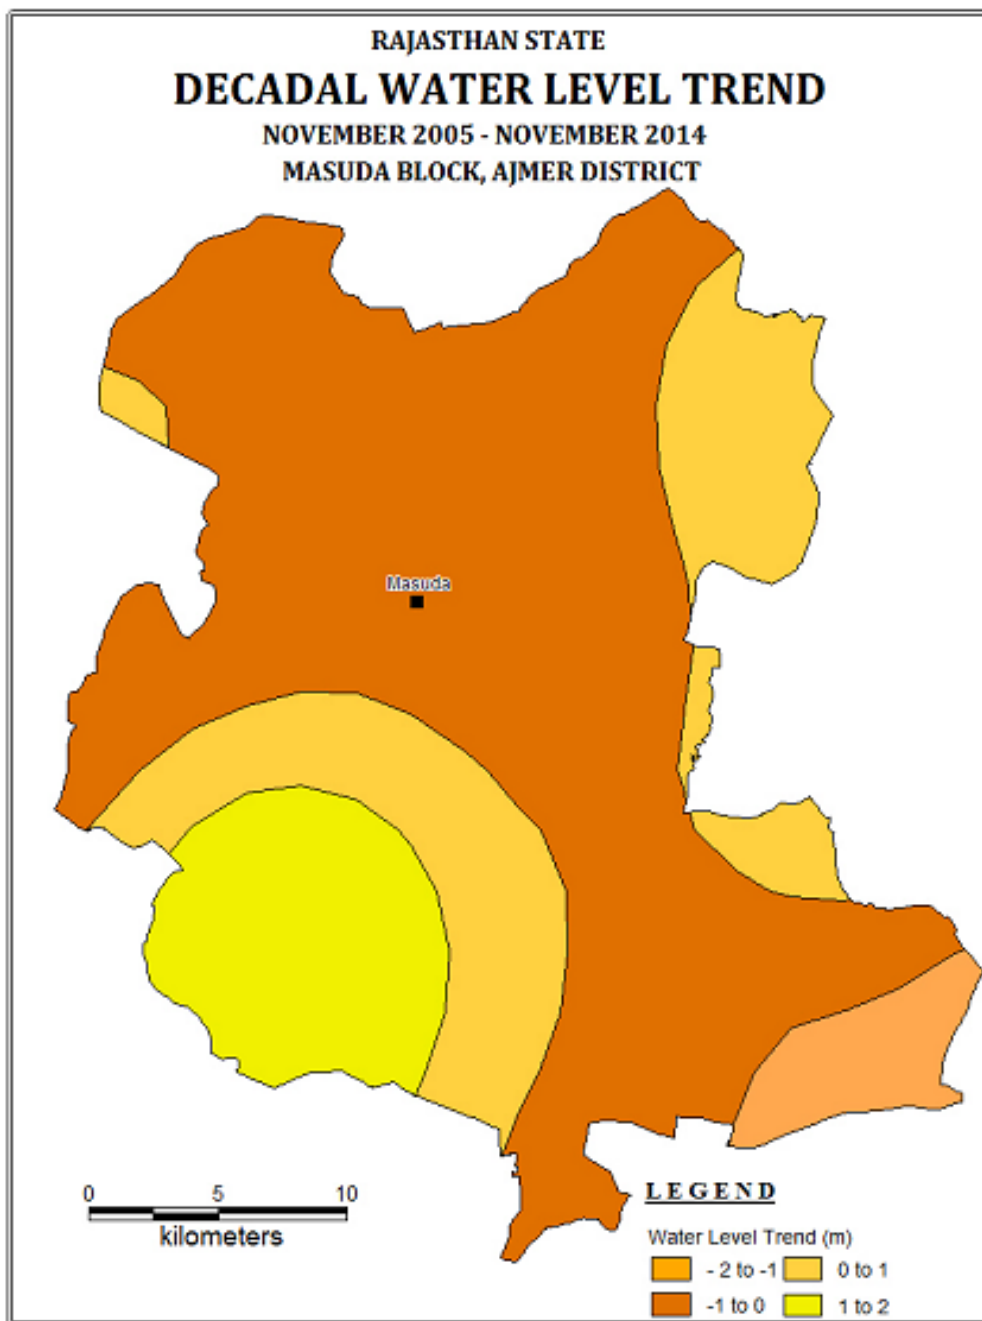 RAJASTHAN STATE
DECADAL WATER LEVEL TREND
NOVEMBER 2005 - NOVEMBER 2014
MASUDA BLOCK, AJMER DISTRICT
Masuda
0 5 10
kilometers
LEGEND
Water Level Trend (m)
- 2 to -1 0 to 1
-1 to 0 1 to 2